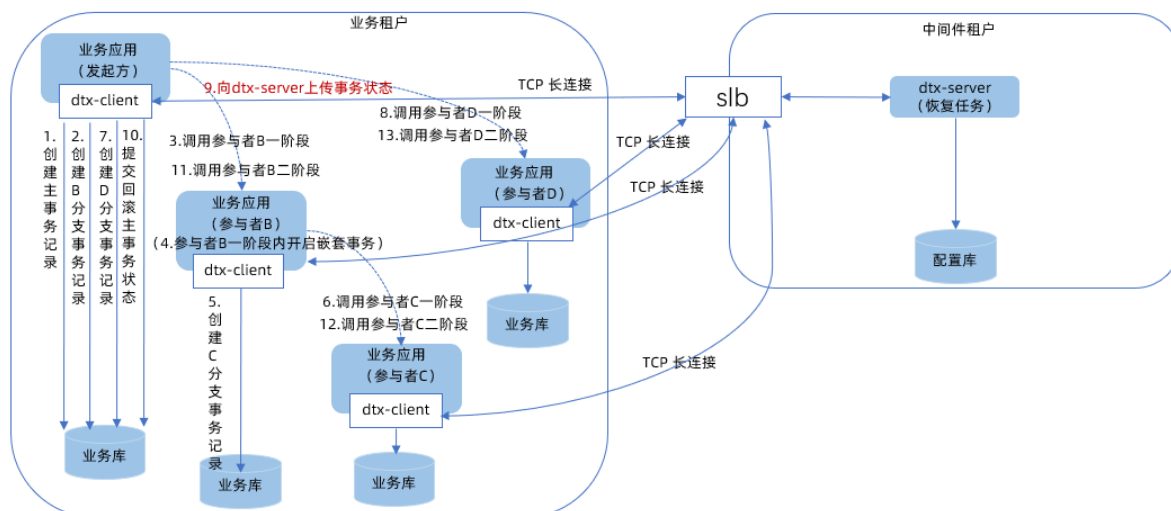 业务租户
中间件租户
业务应用
（发起方）
dtx-client
9.向dtx-server上传事务状态
TCP 长连接
slb
dtx-server
（恢复任务）
配置库
1.创建主事务记录
2.创建B分支事务记录
7.创建D分支事务记录
10.提交回滚主事务状态
业务库
3.调用参与者B一阶段
11.调用参与者B二阶段
8.调用参与者D一阶段
13.调用参与者D二阶段
业务应用
（参与者D）
dtx-client
TCP 长连接
业务库
业务应用
（参与者B）
（4.参与者B一阶段内开启嵌套事务）
dtx-client
TCP 长连接
5.创建C分支事务记录
业务库
6.调用参与者C一阶段
12.调用参与者C二阶段
业务应用
（参与者C）
dtx-client
TCP 长连接
业务库